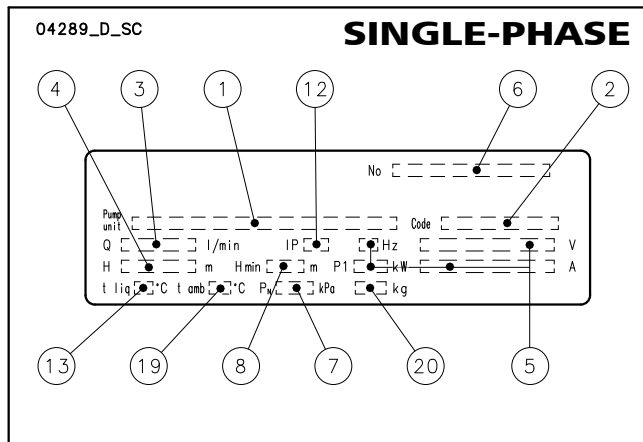 04289_D_SC SINGLE-PHASE
4 3 1 12 6 2
No
Pump unit Code
Q l/min IP Hz V
H m Hmin m P1 kW A
t liq °C t amb °C PN kPa kg
13 19 8 7 20 5